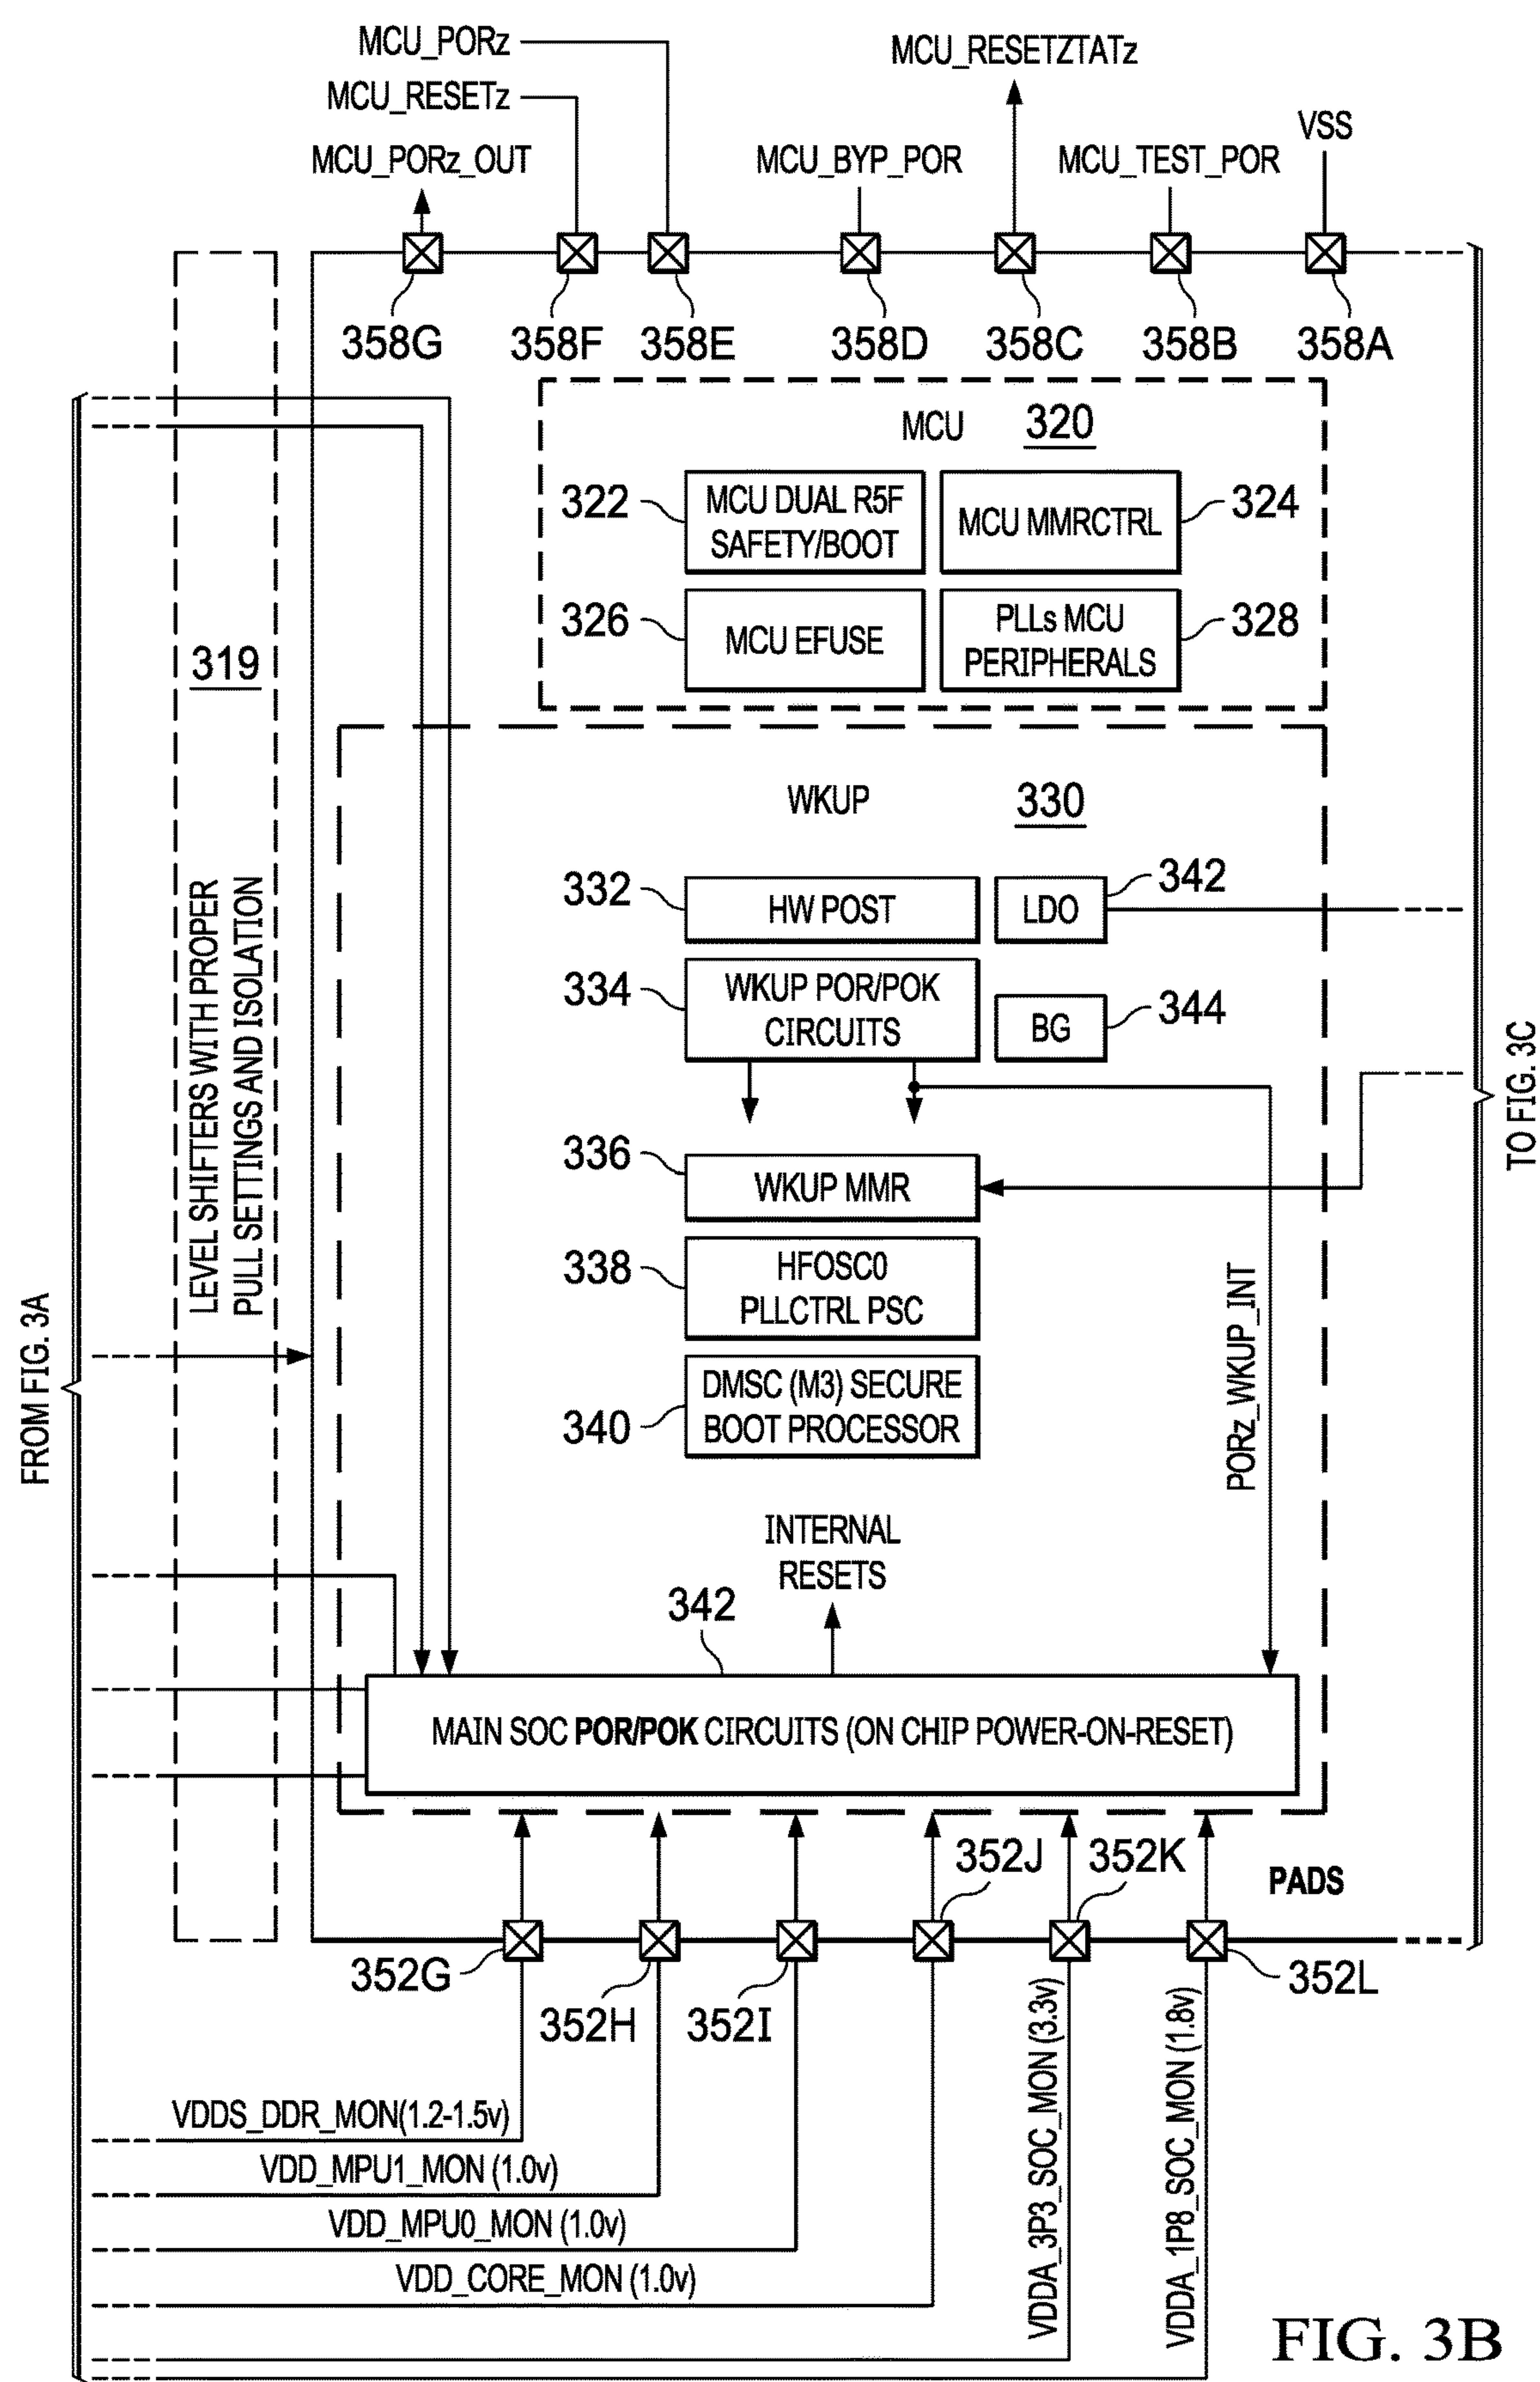 MCU_PORz
MCU_RESETZTATz
MCU_RESETz
VSS
MCU_PORz_OUT
MCU_BYP_POR
MCU_TEST_POR
358G
358F
358E
358D
358C
358B
358A
MCU
320
322
MCU DUAL R5F
SAFETY/BOOT
MCU MMRCTRL
324
326
MCU EFUSE
PLLs MCU
PERIPHERALS
328
319
LEVEL SHIFTERS WITH PROPER
PULL SETTINGS AND ISOLATION
WKUP
330
332
HW POST
LDO
342
334
WKUP POR/POK
CIRCUITS
BG
344
336
WKUP MMR
338
HFOSC0
PLLCTRL PSC
340
DMSC (M3) SECURE
BOOT PROCESSOR
PORz_WKUP_INT
FROM FIG. 3A
TO FIG. 3C
INTERNAL
RESETS
342
MAIN SOC POR/POK CIRCUITS (ON CHIP POWER-ON-RESET)
352J
352K
PADS
352G
352H
352I
352L
VDDS_DDR_MON(1.2-1.5v)
VDD_MPU1_MON (1.0v)
VDD_MPU0_MON (1.0v)
VDD_CORE_MON (1.0v)
VDDA_3P3_SOC_MON (3.3v)
VDDA_1P8_SOC_MON (1.8v)
FIG. 3B